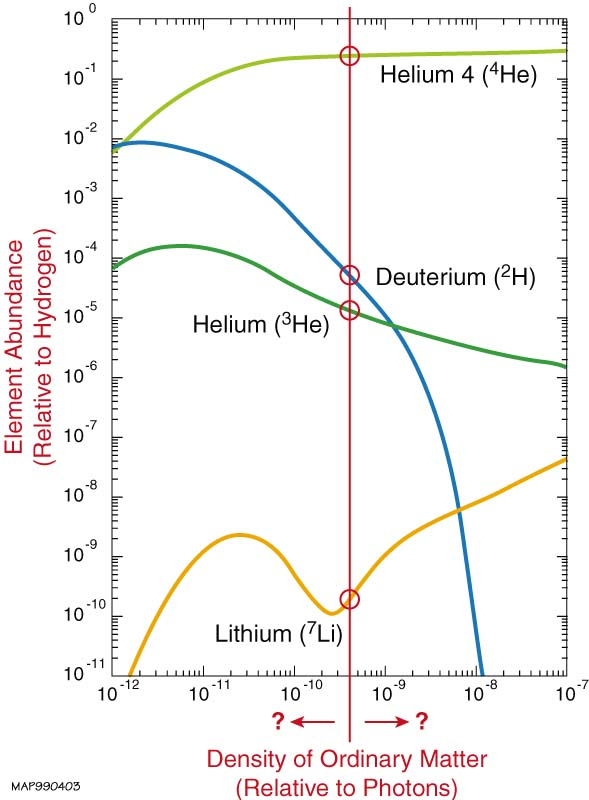 10⁰
10⁻¹
10⁻²
10⁻³
10⁻⁴
10⁻⁵
10⁻⁶
10⁻⁷
10⁻⁸
10⁻⁹
10⁻¹⁰
10⁻¹¹
Element Abundance
(Relative to Hydrogen)
Helium 4 (⁴He)
Deuterium (²H)
Helium (³He)
Lithium (⁷Li)
10⁻¹² 10⁻¹¹ 10⁻¹⁰ 10⁻⁹ 10⁻⁸ 10⁻⁷
? ?
Density of Ordinary Matter
(Relative to Photons)
MAP990403